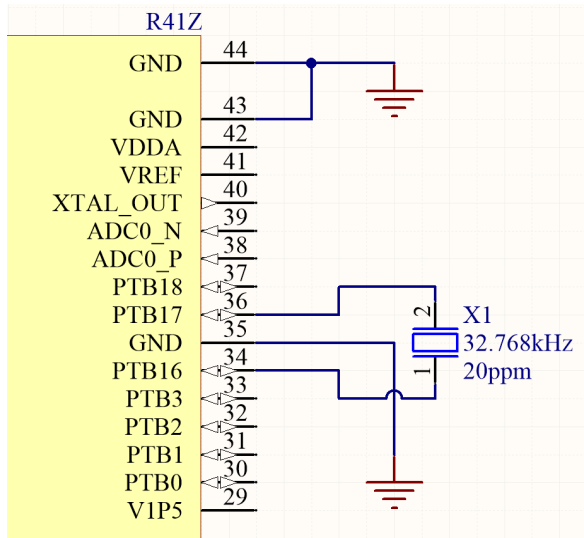 R41Z
GND 44
GND 43
VDDA 42
VREF 41
XTAL_OUT 40
ADC0_N 39
ADC0_P 38
PTB18 37
PTB17 36
GND 35
PTB16 34
PTB3 33
PTB2 32
PTB1 31
PTB0 30
V1P5 29
2
1
X1
32.768kHz
20ppm